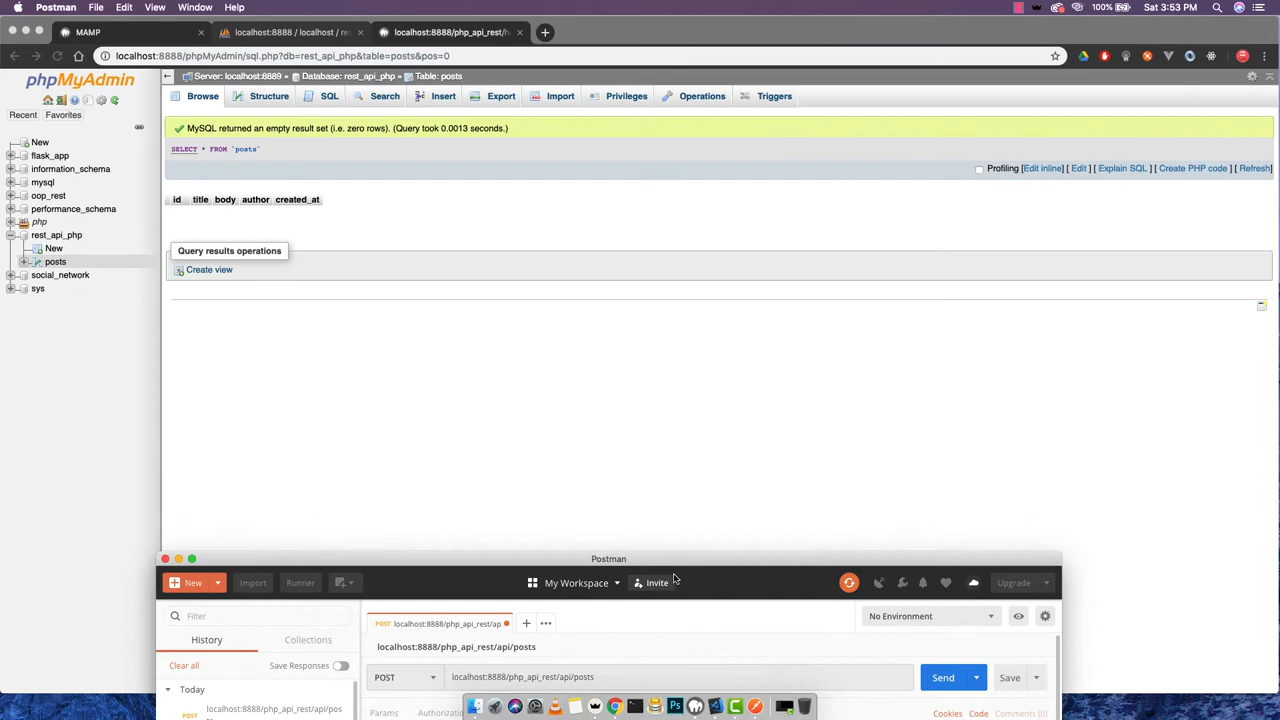 Postman File Edit View Window Help 100% Sat 3:53 PM
MAMP
localhost:8888 / localhost / res
localhost:8888/php_api_rest/h
localhost:8888/phpMyAdmin/sql.php?db=rest_api_php&table=posts&pos=0
phpMyAdmin
Recent Favorites
New
flask_app
information_schema
mysql
oop_rest
performance_schema
php
rest_api_php
New
posts
social_network
sys
Server: localhost:8889 » Database: rest_api_php » Table: posts
Browse Structure SQL Search Insert Export Import Privileges Operations Triggers
MySQL returned an empty result set (i.e. zero rows). (Query took 0.0013 seconds.)
SELECT * FROM `posts`
Profiling [Edit inline] [ Edit ] [ Explain SQL ] [ Create PHP code ] [ Refresh]
id title body author created_at
Query results operations
Create view
Postman
New Import Runner My Workspace Invite Upgrade
Filter
History Collections
Clear all Save Responses
Today
localhost:8888/php_api_rest/api/pos
POST localhost:8888/php_api_rest/ap
No Environment
localhost:8888/php_api_rest/api/posts
POST localhost:8888/php_api_rest/api/posts Send Save
Params Authorizatio Cookies Code Comments (0)